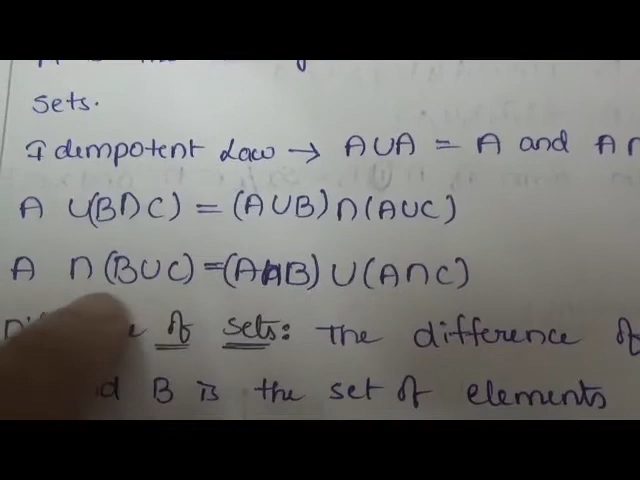 sets.
Idempotent Law → A∪A = A and A∩
A ∪(B∩C) = (A∪B)∩(A∪C)
A ∩(B∪C) = (A∩B)∪(A∩C)
of sets: The difference of
B is the set of elements